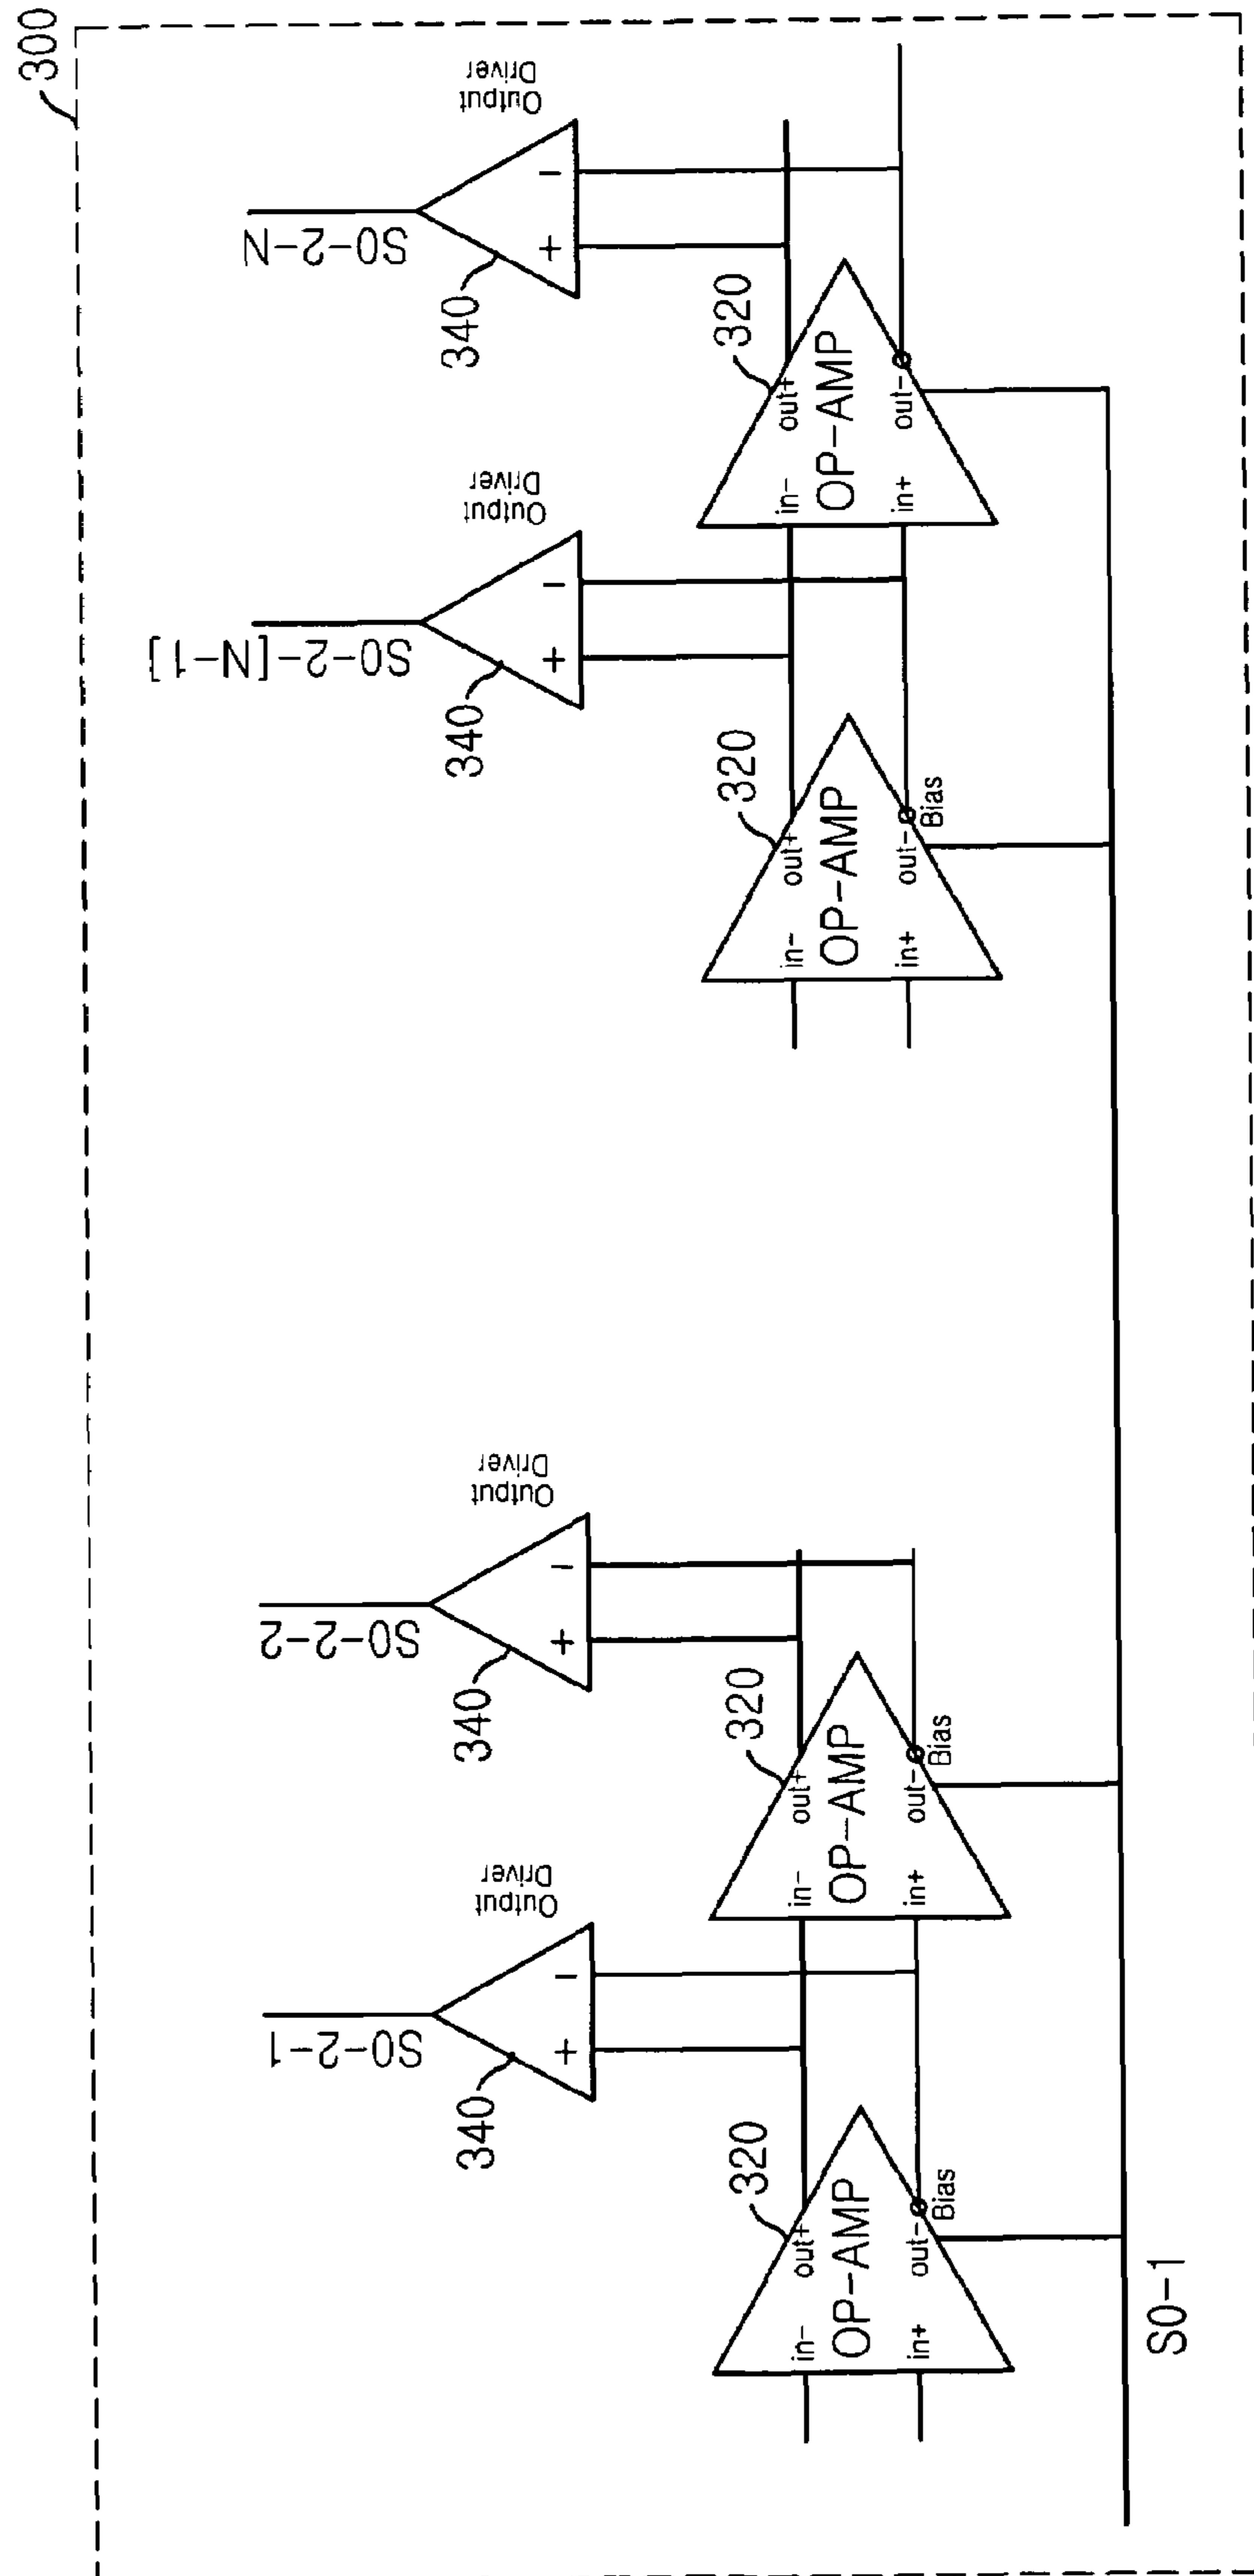 300
Output
Driver
S0-2-N
340
320
out+
OP-AMP
in-
out-
in+
Output
Driver
S0-2-[N-1]
340
320
out+
OP-AMP
in-
out-
in+
Bias
Output
Driver
S0-2-2
340
320
out+
OP-AMP
in-
out-
in+
Bias
Output
Driver
S0-2-1
340
320
out+
OP-AMP
in-
out-
in+
Bias
S0-1